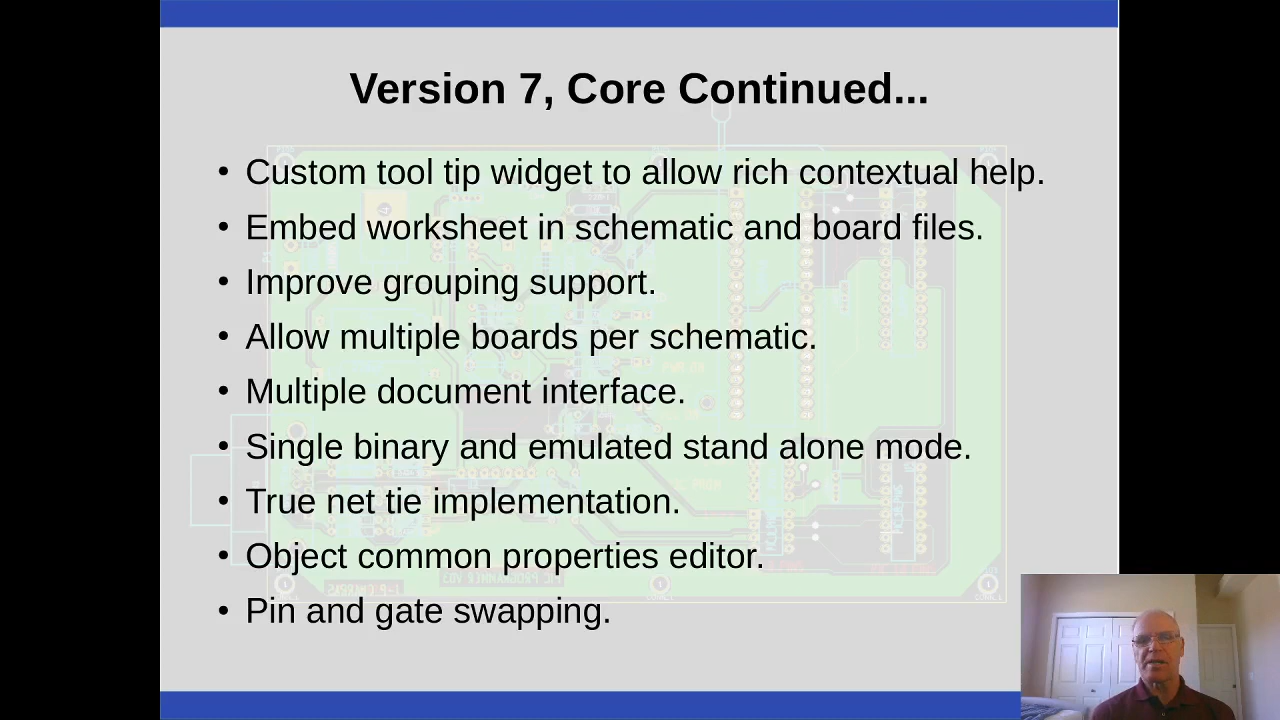 Version 7, Core Continued...
• Custom tool tip widget to allow rich contextual help.
• Embed worksheet in schematic and board files.
• Improve grouping support.
• Allow multiple boards per schematic.
• Multiple document interface.
• Single binary and emulated stand alone mode.
• True net tie implementation.
• Object common properties editor.
• Pin and gate swapping.